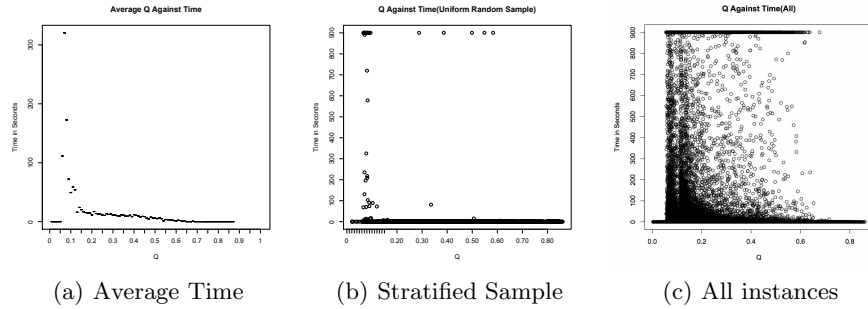 Average Q Against Time
Time in Seconds
300
200
100
0
0 0.1 0.2 0.3 0.4 0.5 0.6 0.7 0.8 0.9 1
Q
(a) Average Time
Q Against Time(Uniform Random Sample)
Time in Seconds
900
800
700
600
500
400
300
200
100
0
0.00 0.20 0.40 0.60 0.80
Q
(b) Stratified Sample
Q Against Time(All)
Time in Seconds
900
800
700
600
500
400
300
200
100
0
0.0 0.2 0.4 0.6 0.8
Q
(c) All instances